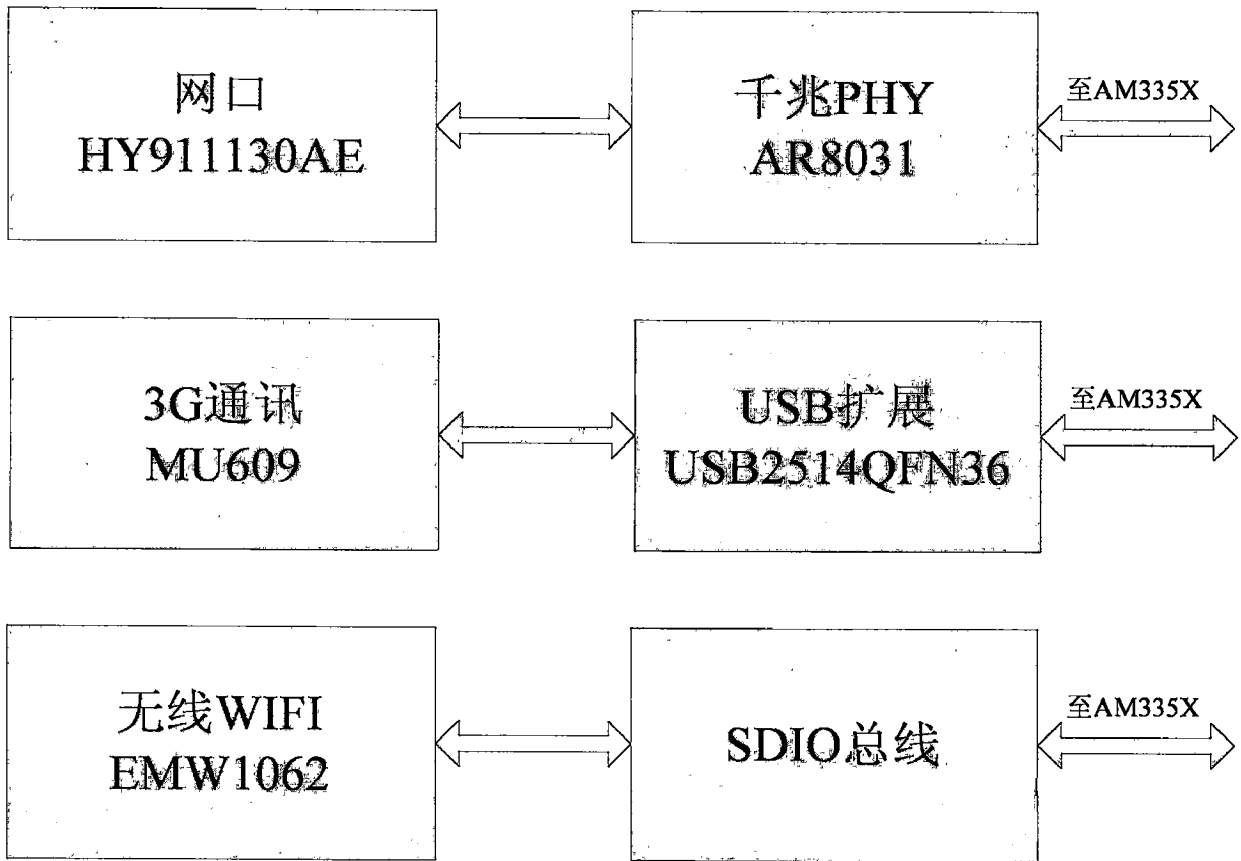 网口
HY911130AE
千兆PHY
AR8031
至AM335X
3G通讯
MU609
USB扩展
USB2514QFN36
至AM335X
无线WIFI
EMW1062
SDIO总线
至AM335X